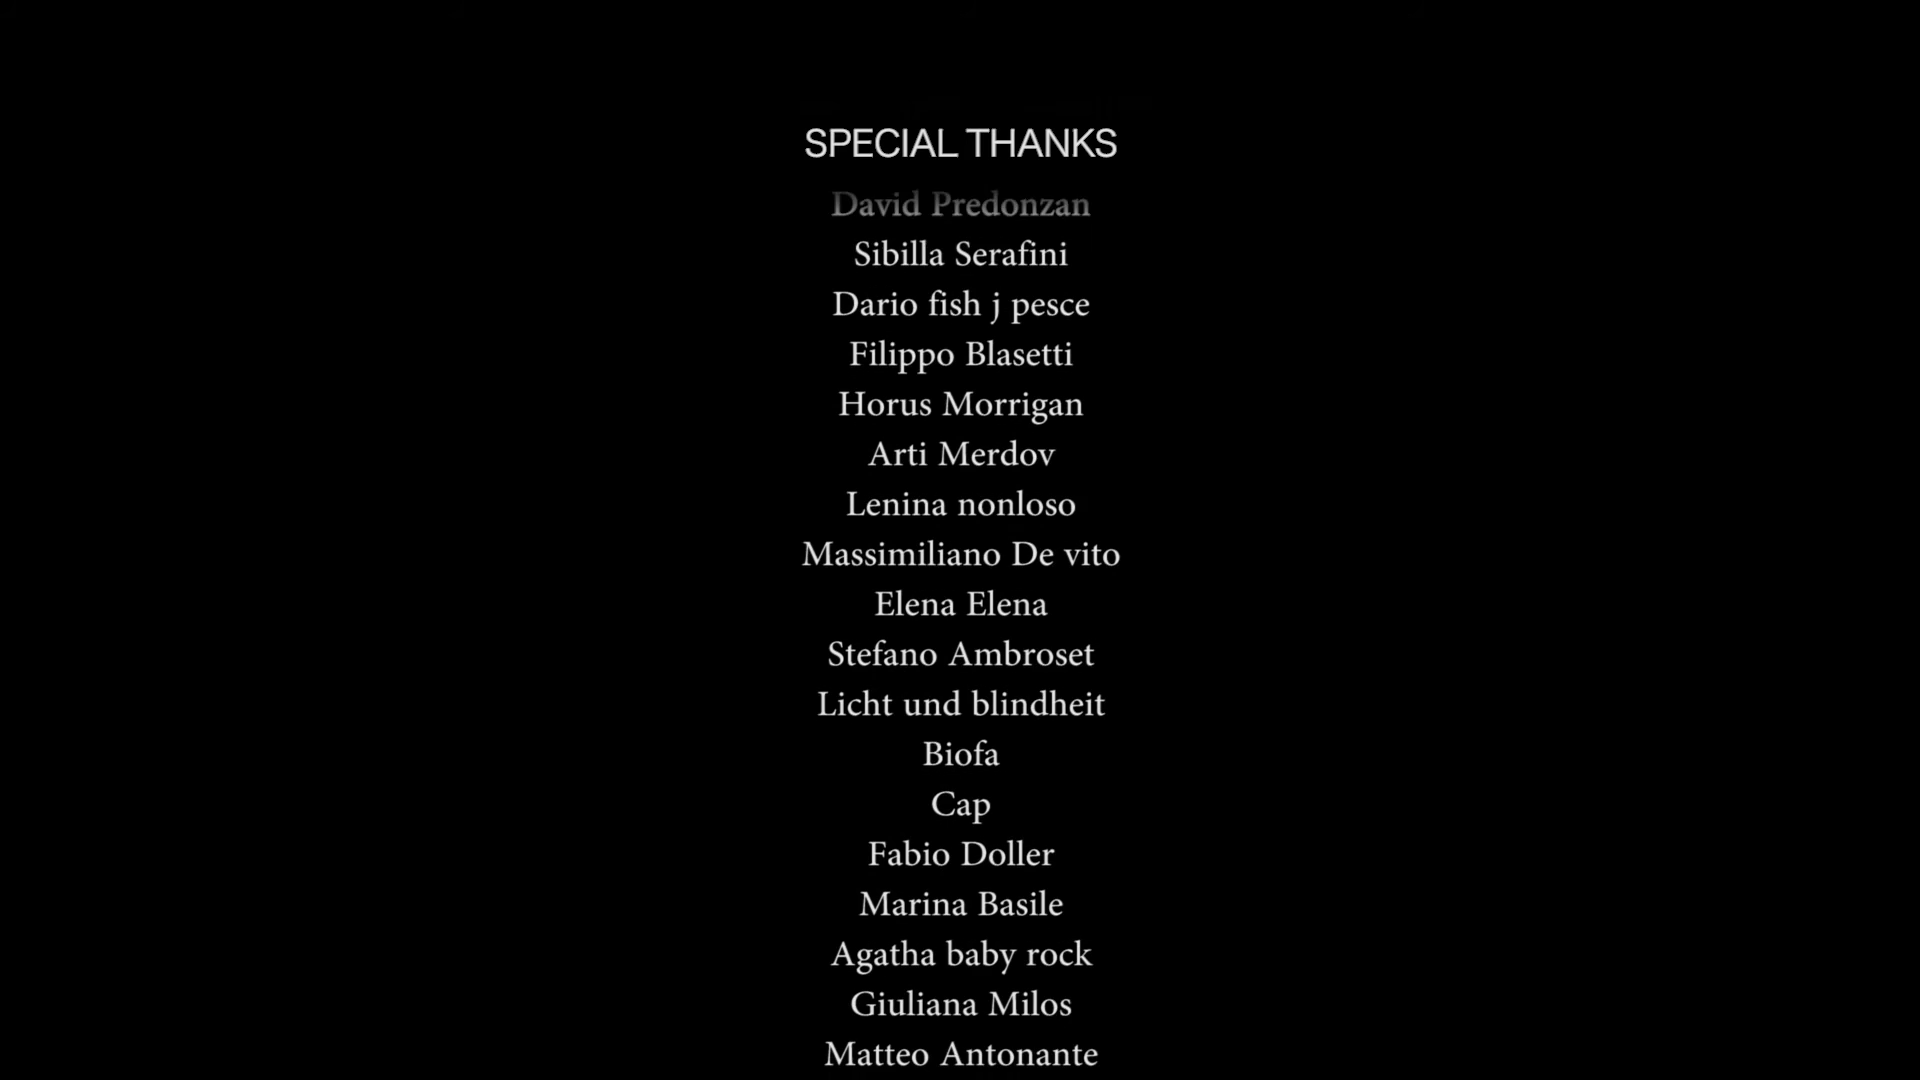 SPECIAL THANKS
David Predonzan
Sibilla Serafini
Dario fish j pesce
Filippo Blasetti
Horus Morrigan
Arti Merdov
Lenina nonloso
Massimiliano De vito
Elena Elena
Stefano Ambroset
Licht und blindheit
Biofa
Cap
Fabio Doller
Marina Basile
Agatha baby rock
Giuliana Milos
Matteo Antonante